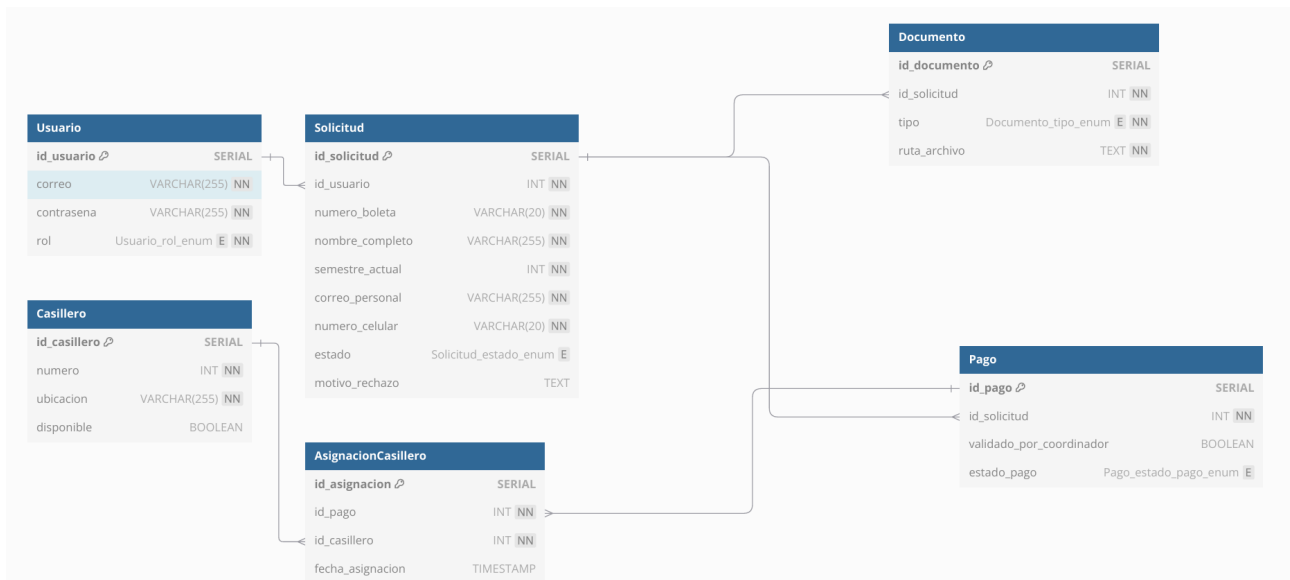 Documento
id_documento SERIAL
id_solicitud INT NN
tipo Documento_tipo_enum E NN
ruta_archivo TEXT NN
Usuario
id_usuario SERIAL
correo VARCHAR(255) NN
contrasena VARCHAR(255) NN
rol Usuario_rol_enum E NN
Solicitud
id_solicitud SERIAL
id_usuario INT NN
numero_boleta VARCHAR(20) NN
nombre_completo VARCHAR(255) NN
semestre_actual INT NN
correo_personal VARCHAR(255) NN
numero_celular VARCHAR(20) NN
estado Solicitud_estado_enum E
motivo_rechazo TEXT
Casillero
id_casillero SERIAL
numero INT NN
ubicacion VARCHAR(255) NN
disponible BOOLEAN
Pago
id_pago SERIAL
id_solicitud INT NN
validado_por_coordinador BOOLEAN
estado_pago Pago_estado_pago_enum E
AsignacionCasillero
id_asignacion SERIAL
id_pago INT NN
id_casillero INT NN
fecha_asignacion TIMESTAMP